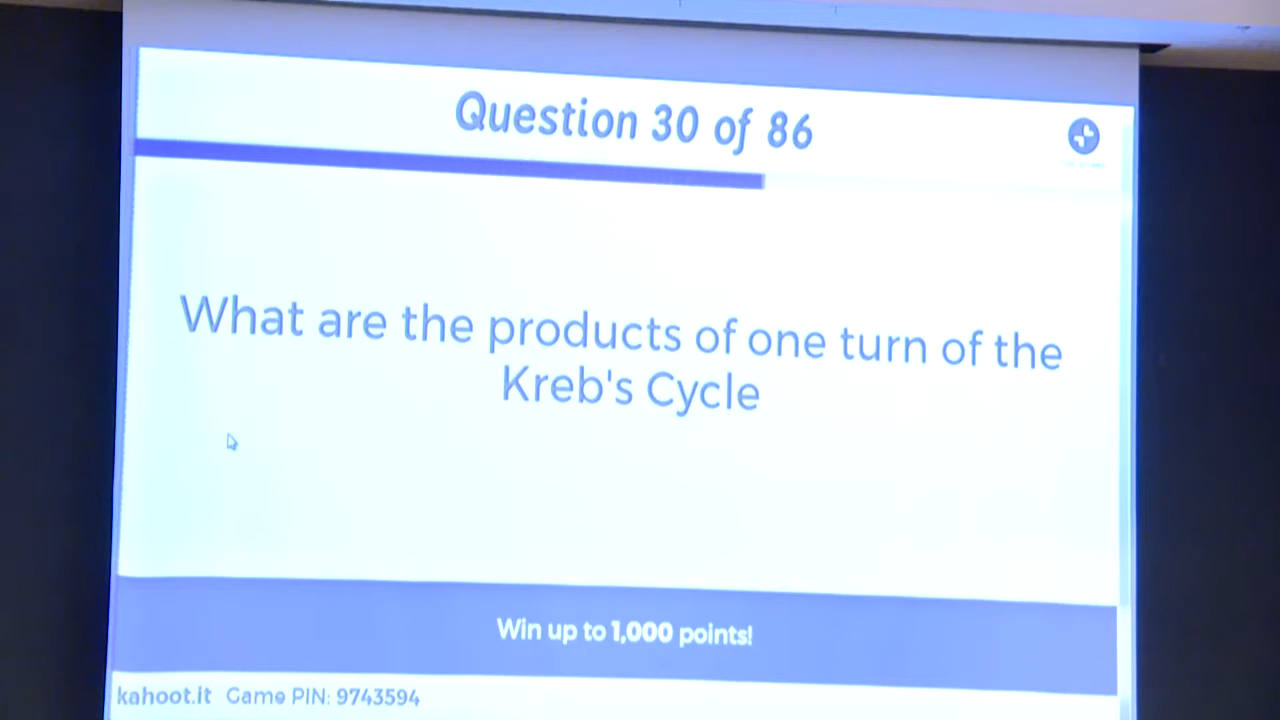 Question 30 of 86
What are the products of one turn of the
Kreb's Cycle
Win up to 1,000 points!
kahoot.it Game PIN: 9743594